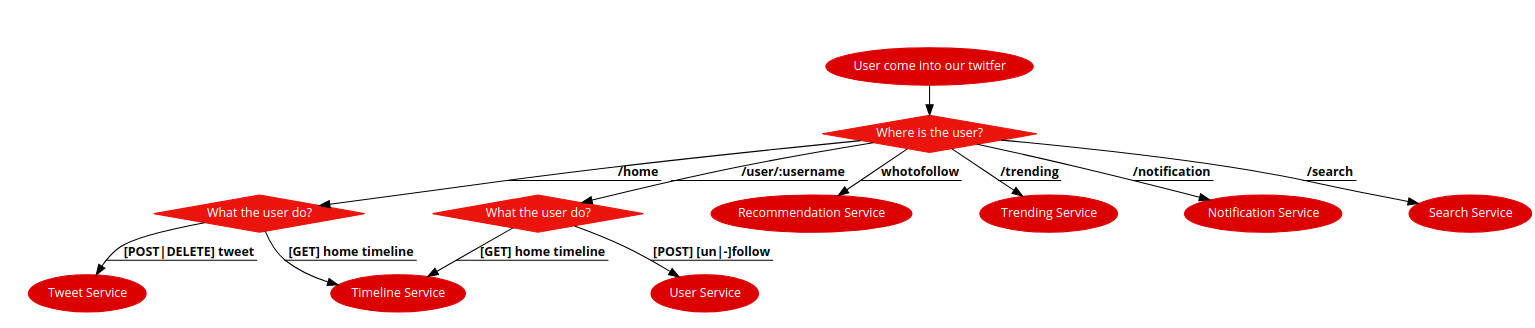 User come into our twitfer
Where is the user?
/home
/user/:username
whotofollow
/trending
/notification
/search
What the user do?
What the user do?
Recommendation Service
Trending Service
Notification Service
Search Service
[POST|DELETE] tweet
[GET] home timeline
[GET] home timeline
[POST] [un|-]follow
Tweet Service
Timeline Service
User Service